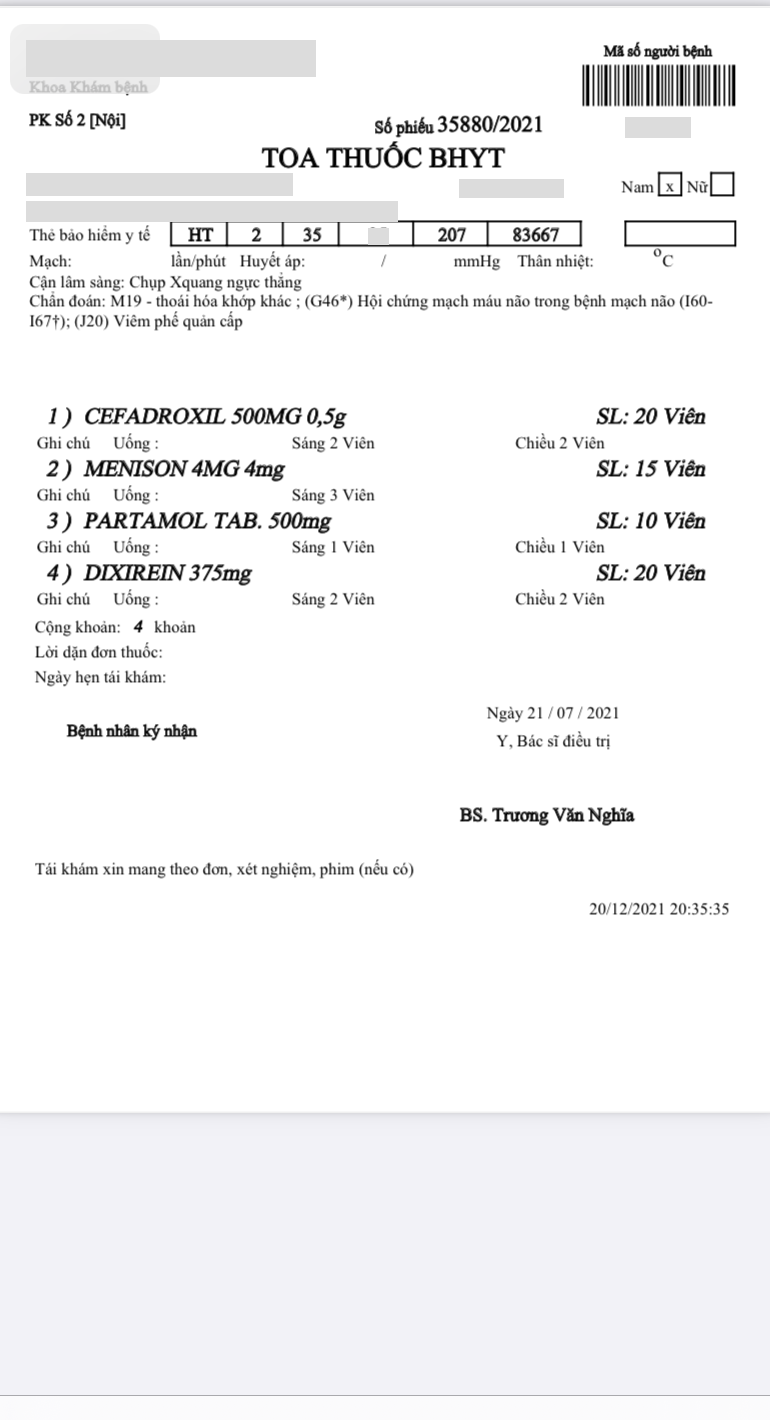 Mã số người bệnh
Khoa Khám bệnh
PK Số 2 [Nội]
Số phiếu 35880/2021
TOA THUỐC BHYT
Nam x Nữ
Thẻ bảo hiểm y tế HT 2 35 207 83667
Mạch: lần/phút Huyết áp: / mmHg Thân nhiệt: °C
Cận lâm sàng: Chụp Xquang ngực thẳng
Chẩn đoán: M19 - thoái hóa khớp khác ; (G46*) Hội chứng mạch máu não trong bệnh mạch não (I60-
I67†); (J20) Viêm phế quản cấp
1 ) CEFADROXIL 500MG 0,5g SL: 20 Viên
Ghi chú Uống : Sáng 2 Viên Chiều 2 Viên
2 ) MENISON 4MG 4mg SL: 15 Viên
Ghi chú Uống : Sáng 3 Viên
3 ) PARTAMOL TAB. 500mg SL: 10 Viên
Ghi chú Uống : Sáng 1 Viên Chiều 1 Viên
4 ) DIXIREIN 375mg SL: 20 Viên
Ghi chú Uống : Sáng 2 Viên Chiều 2 Viên
Cộng khoản: 4 khoản
Lời dặn đơn thuốc:
Ngày hẹn tái khám:
Ngày 21 / 07 / 2021
Bệnh nhân ký nhận
Y, Bác sĩ điều trị
BS. Trương Văn Nghĩa
Tái khám xin mang theo đơn, xét nghiệm, phim (nếu có)
20/12/2021 20:35:35